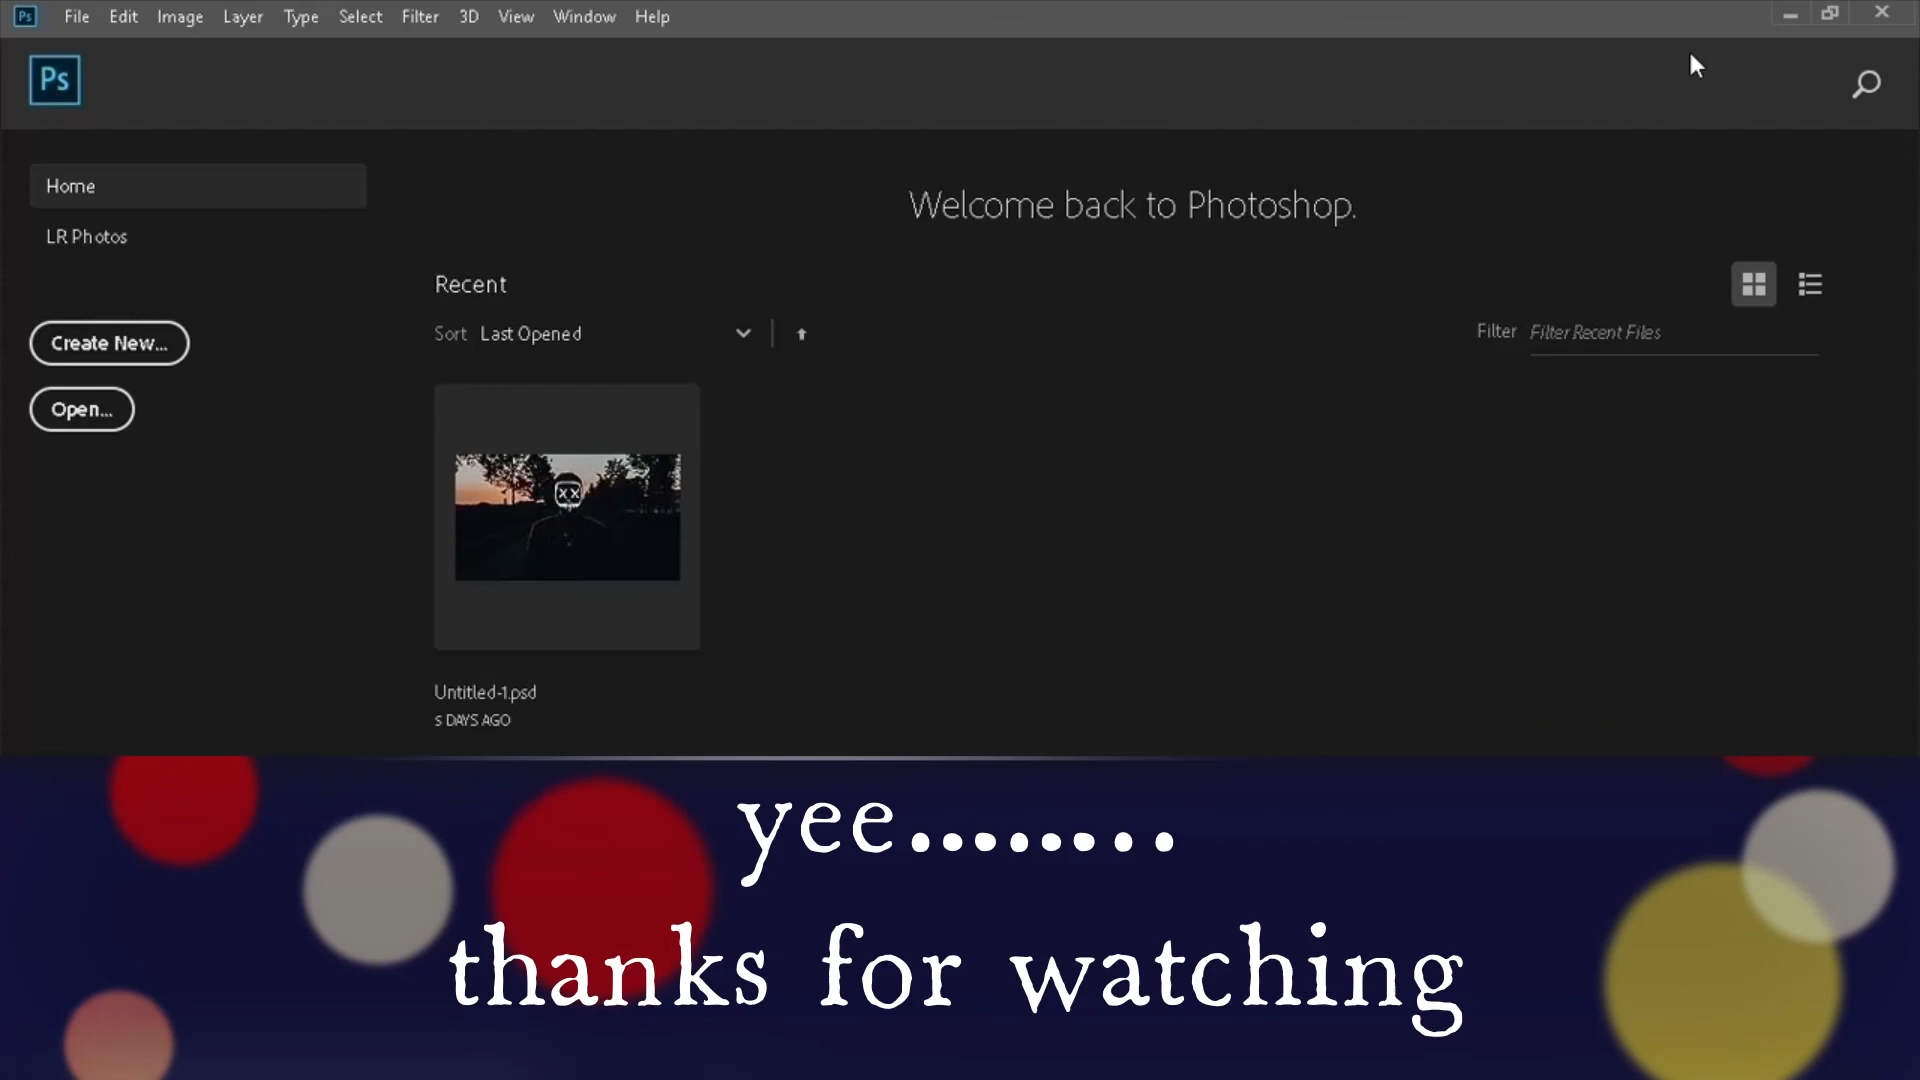 Ps File Edit Image Layer Type Select Filter 3D View Window Help
Ps
Home
LR Photos
Create New...
Open...
Welcome back to Photoshop.
Recent
Sort Last Opened
Filter Filter Recent Files
XX
Untitled-1.psd
5 DAYS AGO
yee........
thanks for watching